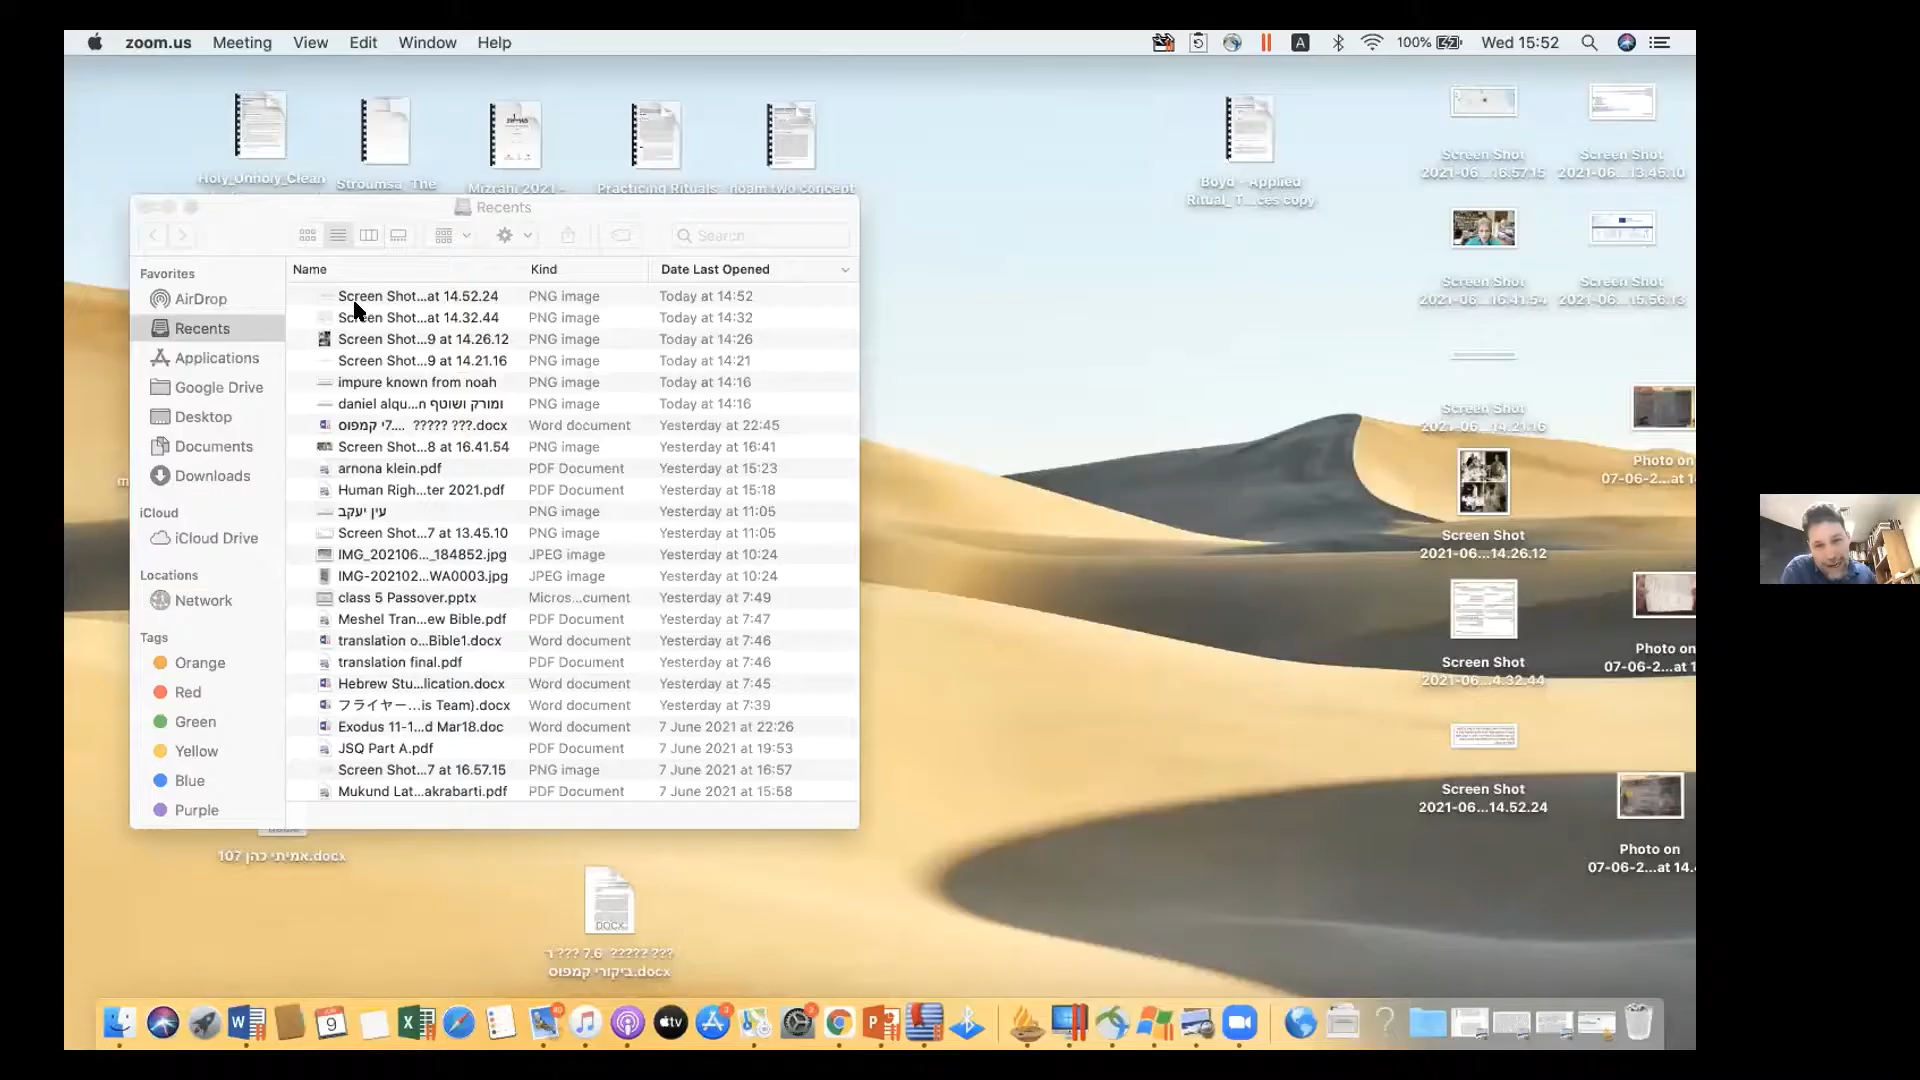 zoom.us Meeting View Edit Window Help
A 100% Wed 15:52
Holy_Unholy_Clean
Stroumsa_The
Mizrahi 2021 -
Practicing Rituals
noam two concept
Boyd - Applied
Ritual_ T...ces copy
Screen Shot
2021-06...16.57.15
Screen Shot
2021-06...13.45.10
Screen Shot
2021-06...16.41.54
Screen Shot
2021-06...15.56.13
Screen Shot
2021-06...14.21.16
Photo on
Screen Shot
2021-06...14.26.12
Photo on
Screen Shot
2021-06...4.32.44
Screen Shot
2021-06...14.52.24
Photo on
07-06-2...at 14.
Recents
Search
Favorites
AirDrop
Recents
Applications
Google Drive
Desktop
Documents
Downloads
iCloud
iCloud Drive
Locations
Network
Tags
Orange
Red
Green
Yellow
Blue
Purple
Name Kind Date Last Opened
Screen Shot...at 14.52.24 PNG image Today at 14:52
Screen Shot...at 14.32.44 PNG image Today at 14:32
Screen Shot...9 at 14.26.12 PNG image Today at 14:26
Screen Shot...9 at 14.21.16 PNG image Today at 14:21
impure known from noah PNG image Today at 14:16
daniel alqu...ומורק ושוטף n PNG image Today at 14:16
7י קמפוס.... ????? ???.docx Word document Yesterday at 22:45
Screen Shot...8 at 16.41.54 PNG image Yesterday at 16:41
arnona klein.pdf PDF Document Yesterday at 15:23
Human Righ...ter 2021.pdf PDF Document Yesterday at 15:18
עין יעקב PNG image Yesterday at 11:05
Screen Shot...7 at 13.45.10 PNG image Yesterday at 11:05
IMG_202106..._184852.jpg JPEG image Yesterday at 10:24
IMG-202102...WA0003.jpg JPEG image Yesterday at 10:24
class 5 Passover.pptx Micros...cument Yesterday at 7:49
Meshel Tran...ew Bible.pdf PDF Document Yesterday at 7:47
translation o...Bible1.docx Word document Yesterday at 7:46
translation final.pdf PDF Document Yesterday at 7:46
Hebrew Stu...lication.docx Word document Yesterday at 7:45
フライヤー...is Team).docx Word document Yesterday at 7:39
Exodus 11-1...d Mar18.doc Word document 7 June 2021 at 22:26
JSQ Part A.pdf PDF Document 7 June 2021 at 19:53
Screen Shot...7 at 16.57.15 PNG image 7 June 2021 at 16:57
Mukund Lat...akrabarti.pdf PDF Document 7 June 2021 at 15:58
אמיתי כהן 107.docx
DOCX
ר ??? 7.6 ????? ???
ביקורי קמפוס.docx
9
tv